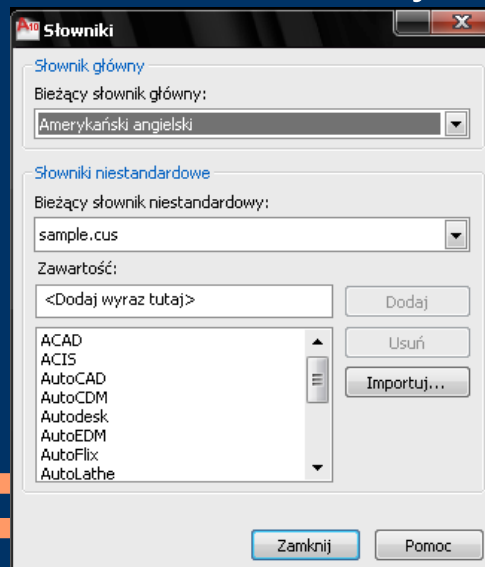 A10 Słowniki
Słownik główny
Bieżący słownik główny:
Amerykański angielski
Słowniki niestandardowe
Bieżący słownik niestandardowy:
sample.cus
Zawartość:
<Dodaj wyraz tutaj>
Dodaj
ACAD
ACIS
AutoCAD
AutoCDM
Autodesk
AutoEDM
AutoFlix
AutoLathe
Usuń
Importuj...
Zamknij
Pomoc